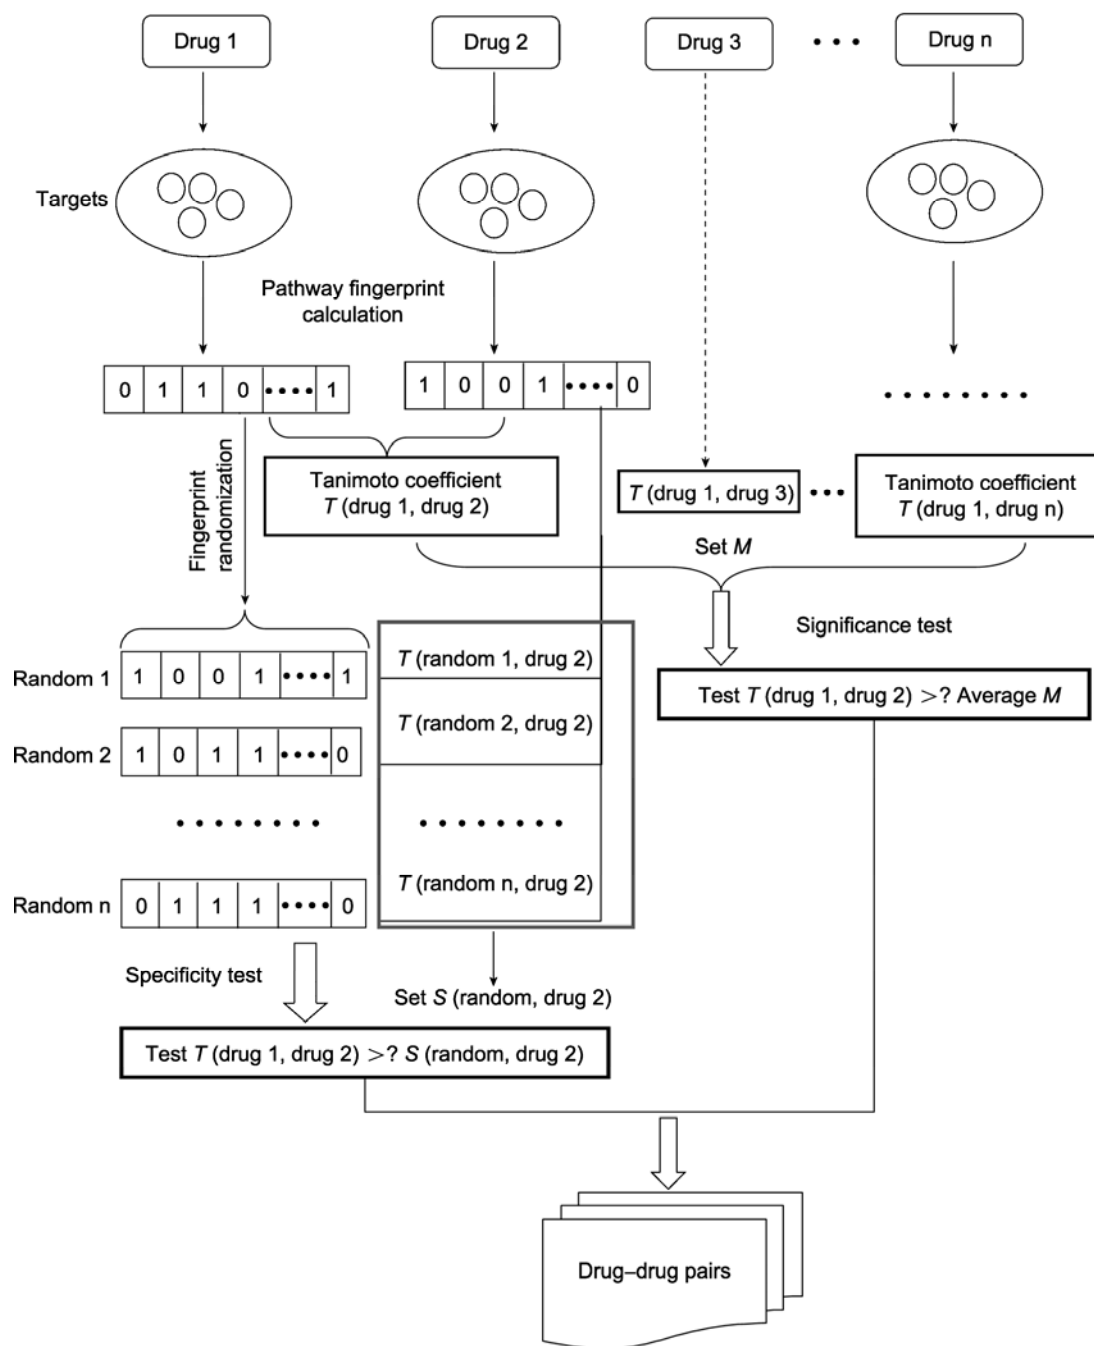 Drug 1
Drug 2
Drug 3
• • •
Drug n
Targets
Pathway fingerprint
calculation
0 1 1 0 •••• 1
1 0 0 1 •••• 0
• • • • • • • •
Fingerprint
randomization
Tanimoto coefficient
T (drug 1, drug 2)
T (drug 1, drug 3)
•••
Tanimoto coefficient
T (drug 1, drug n)
Set M
Significance test
Random 1
1 0 0 1 •••• 1
T (random 1, drug 2)
Test T (drug 1, drug 2) >? Average M
Random 2
1 0 1 1 •••• 0
T (random 2, drug 2)
• • • • • • • •
• • • • • • • •
Random n
0 1 1 1 •••• 0
T (random n, drug 2)
Specificity test
Set S (random, drug 2)
Test T (drug 1, drug 2) >? S (random, drug 2)
Drug–drug pairs